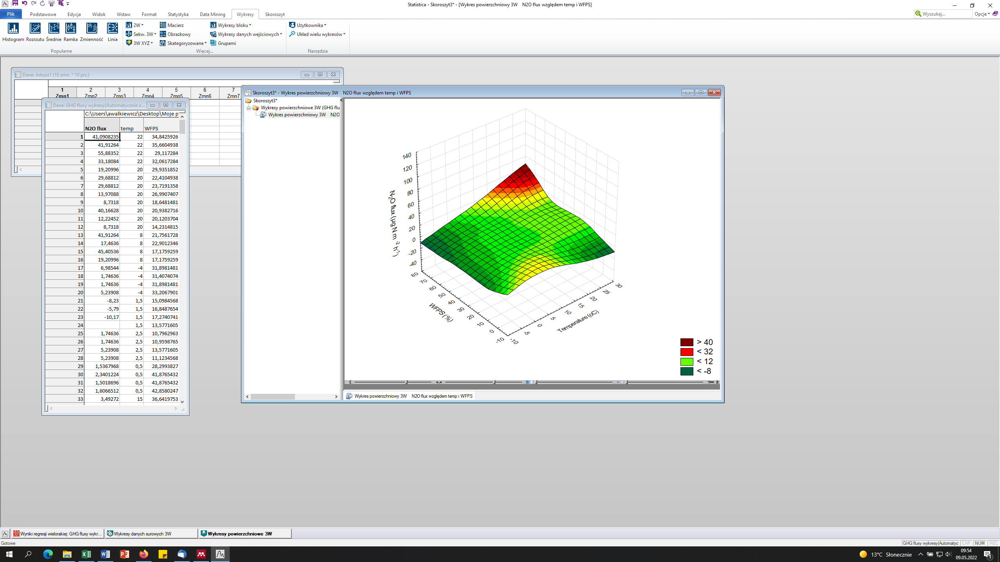 Statistica - Skoroszyt3* - [Wykres powierzchniowy 3W    N2O flux względem temp i WFPS]
Plik Podstawowe Edycja Widok Wstaw Format Statystyka Data Mining Wykresy Skoroszyt Wyszukaj... Opcje
2W Macierz Wykresy bloku Użytkownika
Sekw. 3W Obrazkowy Wykresy danych wejściowych Układ wielu wykresów
Histogram Rozrzutu Średnie Ramka Zmienność Linia 3W XYZ Skategoryzowane Grupami
Popularne Więcej... Narzędzia
Dane: Arkusz1 (10 zmn. * 10 prz.)
1 2 3 4 5 6 7
Zmn1 Zmn2 Zmn3 Zmn4 Zmn5 Zmn6 Zmn7
Dane: GHG fluxy wykresy(Automatycznie o...
C:\Users\awalkiewicz\Desktop\Moje p
N2O flux temp WFPS
1 41,0908235 22 34,8425926
2 41,91264 22 35,6604938
3 55,88352 22 29,117284
4 33,18084 22 32,0617284
5 19,20996 20 29,9351852
6 29,68812 20 22,4104938
7 29,68812 20 23,7191358
8 13,97088 20 26,9907407
9 8,7318 20 18,6481481
10 40,16628 20 20,9382716
11 12,22452 20 20,1203704
12 8,7318 20 14,2314815
13 41,91264 8 21,7561728
14 17,4636 8 22,9012346
15 45,40536 8 17,1759259
16 19,20996 8 17,1759259
17 6,98544 -4 31,8981481
18 1,74636 -4 31,4074074
19 1,74636 -4 31,8981481
20 5,23908 -4 33,2067901
21 -8,23 1,5 15,0984568
22 -5,79 1,5 16,8487654
23 -10,17 1,5 17,2740741
24 1,5 13,5771605
25 1,74636 2,5 10,7962963
26 1,74636 2,5 10,9598765
27 5,23908 2,5 13,5771605
28 5,23908 2,5 11,1234568
29 1,5367968 0,5 28,2993827
30 2,3401224 0,5 41,8765432
31 1,5018696 0,5 41,8765432
32 1,6066512 0,5 42,8580247
33 3,49272 15 36,6419753
Skoroszyt3* - Wykres powierzchniowy 3W    N2O flux względem temp i WFPS
Skoroszyt3*
Wykresy powierzchniowe 3W (GHG flu
Wykres powierzchniowy 3W    N2O
140
120
100
80
60
40
20
0
-20
-40
N2O flux (µg N m -2 h-1)
80 70 60 50 40 30 20 10 0 -10
WFPS (%)
-10 -5 0 5 10 15 20 25 30
Temperature (oC)
> 40
< 32
< 12
< -8
Wykres powierzchniowy 3W    N2O flux względem temp i WFPS
Wyniki regresji wielorakiej: GHG fluxy wykr... Wykresy danych surowych 3W Wykresy powierzchniowe 3W
Gotowe GHG fluxy wykresy(Automatyc CAP NUM REC
13°C Słonecznie 09:54
09.05.2022
1